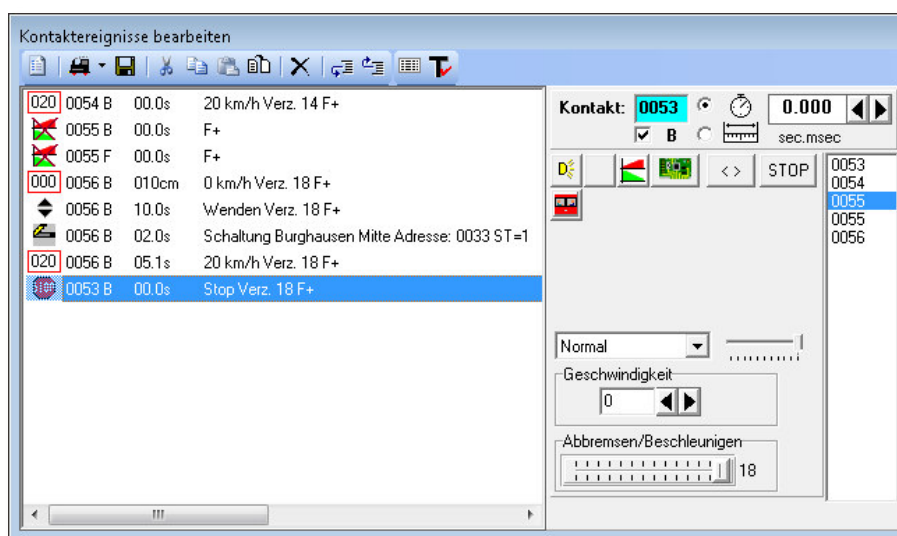 Kontaktereignisse bearbeiten
020 0054 B 00.0s 20 km/h Verz. 14 F+
0055 B 00.0s F+
0055 F 00.0s F+
000 0056 B 010cm 0 km/h Verz. 18 F+
0056 B 10.0s Wenden Verz. 18 F+
0056 B 02.0s Schaltung Burghausen Mitte Adresse: 0033 ST=1
020 0056 B 05.1s 20 km/h Verz. 18 F+
STOP 0053 B 00.0s Stop Verz. 18 F+
Kontakt: 0053 0.000
B sec.msec
D < > STOP
0053
0054
0055
0055
0056
Normal
Geschwindigkeit
0
Abbremsen/Beschleunigen
18